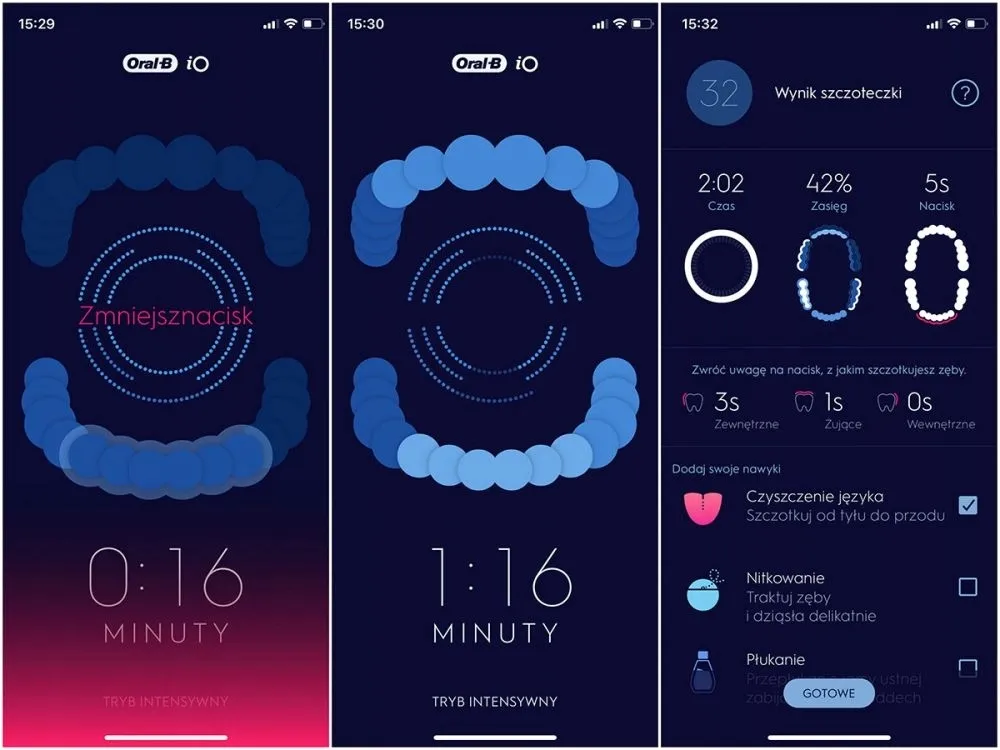 15:29
Oral-B iO
Zmniejsznacisk
0:16
MINUTY
TRYB INTENSYWNY
15:30
Oral-B iO
1:16
MINUTY
TRYB INTENSYWNY
15:32
32 Wynik szczoteczki ?
2:02 42% 5s
Czas Zasięg Nacisk
Zwróć uwagę na nacisk, z jakim szczotkujesz zęby.
3s 1s 0s
Zewnętrzne Żujące Wewnętrzne
Dodaj swoje nawyki
Czyszczenie języka
Szczotkuj od tyłu do przodu
Nitkowanie
Traktuj zęby
i dziąsła delikatnie
Płukanie
ustnej
GOTOWE